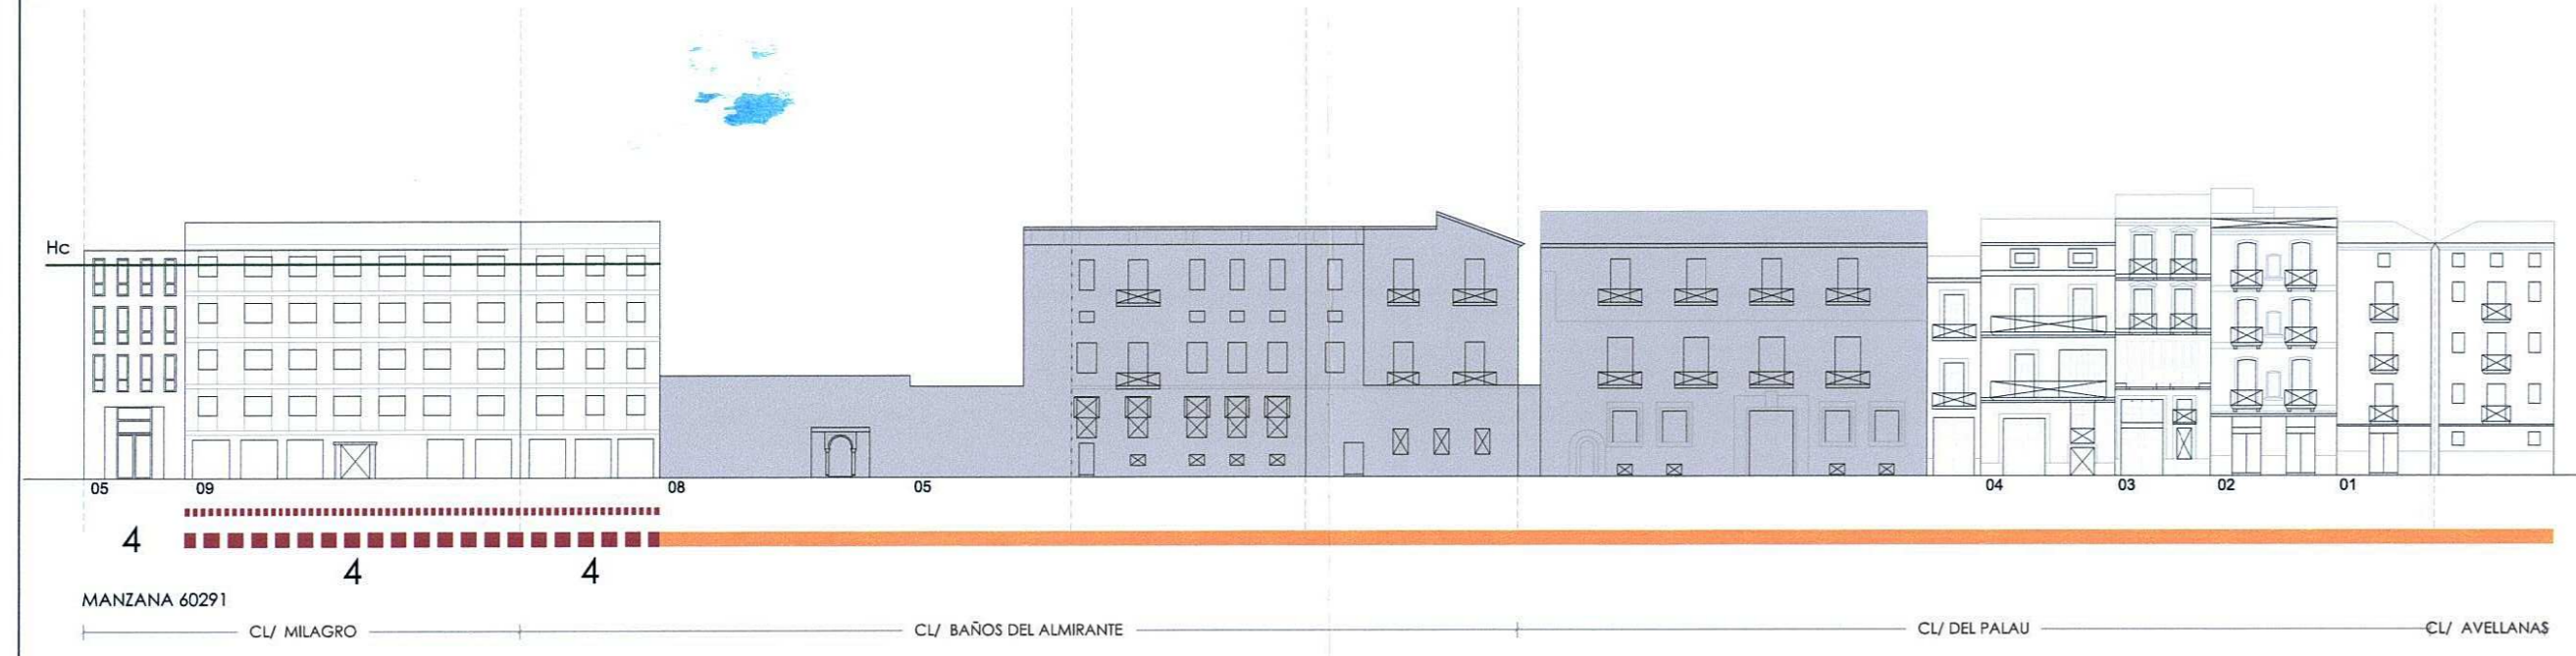 Hc
05 09 08 05 04 03 02 01
4
4 4
MANZANA 60291
CL/ MILAGRO CL/ BAÑOS DEL ALMIRANTE CL/ DEL PALAU CL/ AVELLANAS